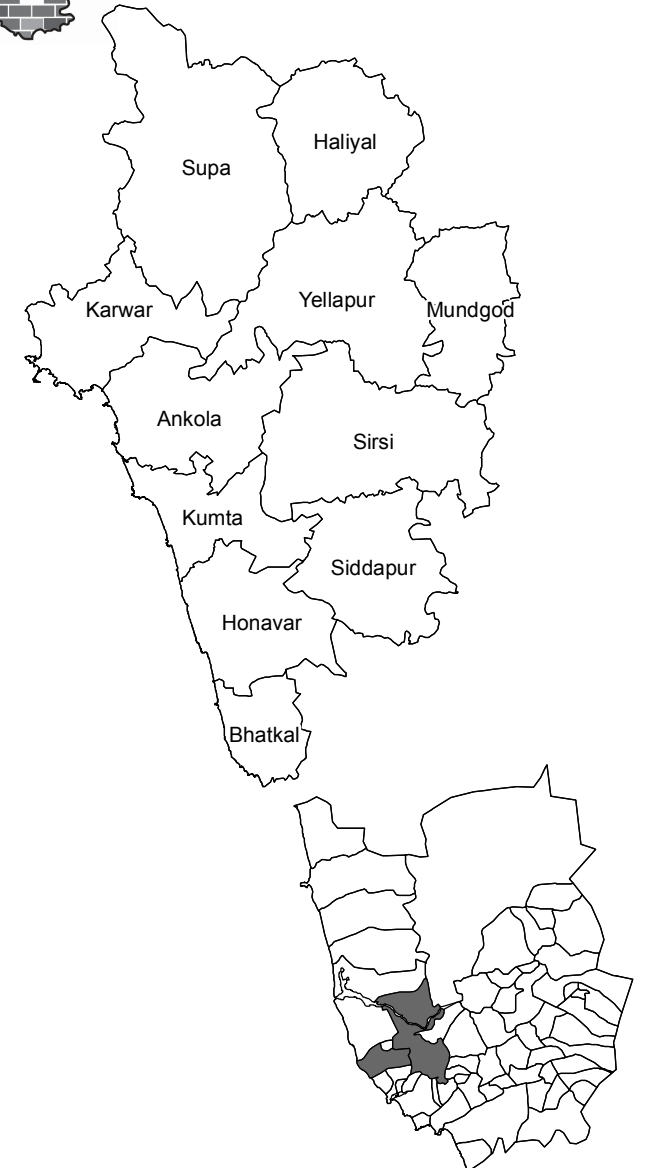 Haliyal
Supa
Yellapur
Karwar
Mundgod
Ankola
Sirsi
Kumta
Siddapur
Honavar
Bhatkal